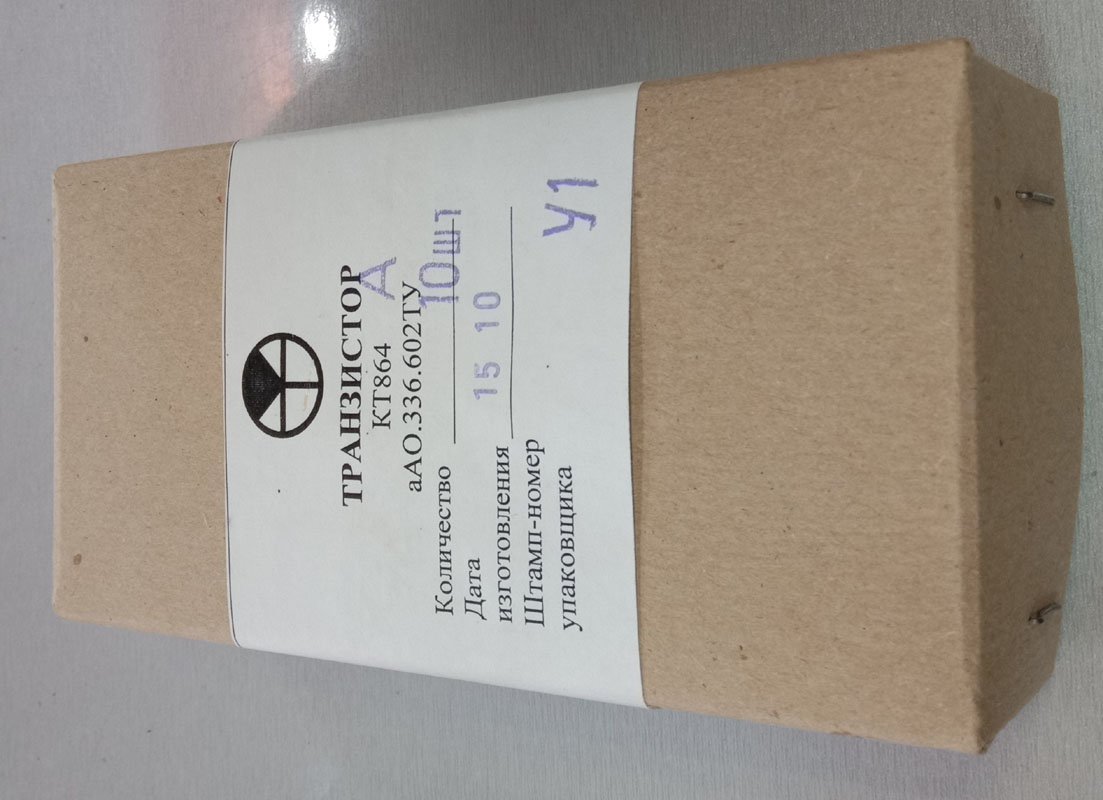 ТРАНЗИСТОР
КТ864 А
аАО.336.602ТУ
Количество 10шт
Дата
изготовления 15 10
Штамп-номер
упаковщика У1